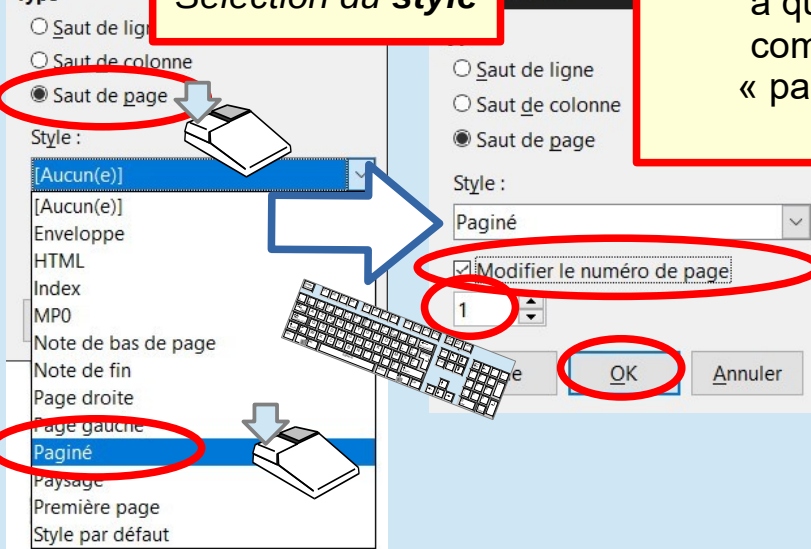 Sélection du style
Saut de ligne
Saut de colonne
Saut de page
Style :
[Aucun(e)]
[Aucun(e)]
Enveloppe
HTML
Index
MP0
Note de bas de page
Note de fin
Page droite
Page gauche
Paginé
Paysage
Première page
Style par défaut
à
« pa
Saut de ligne
Saut de colonne
Saut de page
Style :
Paginé
Modifier le numéro de page
1
OK
Annuler